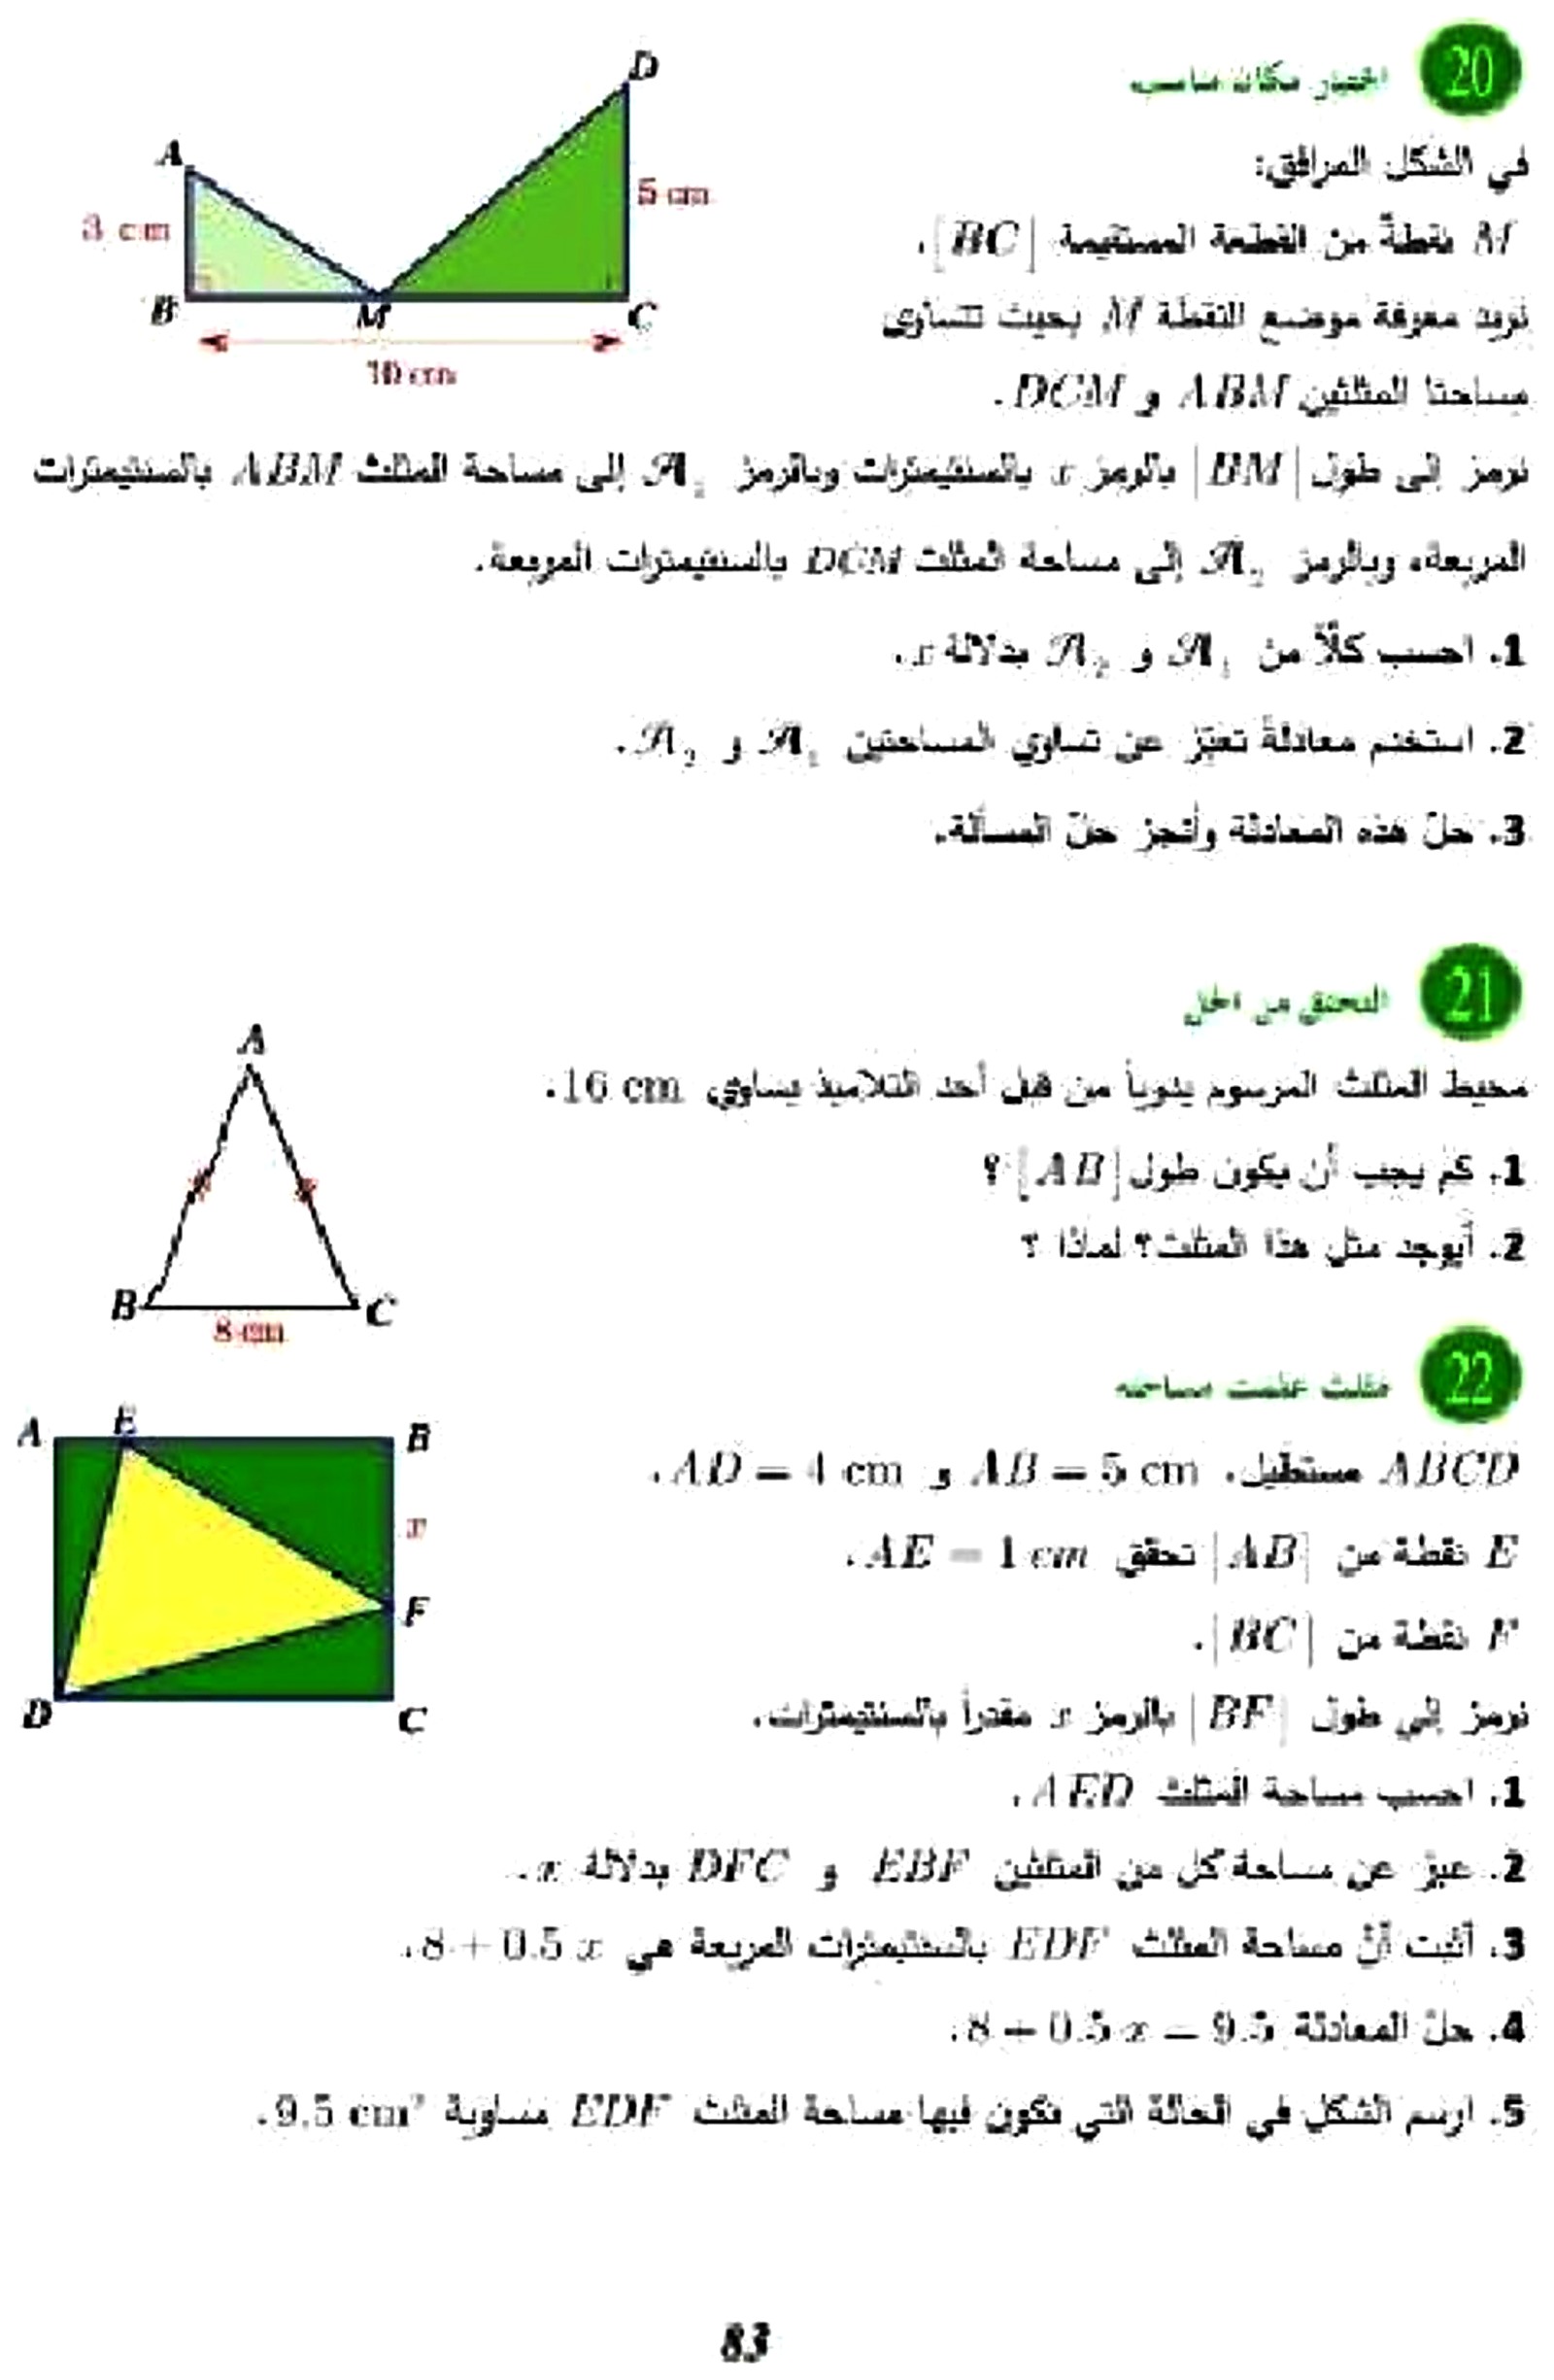 20 اختيار مكان مناسب
في الشكل المرافق:
M نقطةٌ من القطعة المستقيمة [BC].
نريد معرفة موضع النقطة M بحيث تتساوى
مساحتا المثلثين ABM و DCM.
نرمز إلى طول [BM] بالرمز x بالسنتيمترات وبالرمز 𝒜₁ إلى مساحة المثلث ABM بالسنتيمترات
المربعة، وبالرمز 𝒜₂ إلى مساحة المثلث DCM بالسنتيمترات المربعة.
1. احسب كلّاً من 𝒜₁ و 𝒜₂ بدلالة x.
2. استخدم معادلةً تعبّر عن تساوي المساحتين 𝒜₁ و 𝒜₂.
3. حلّ هذه المعادلة وأنجز حلّ المسألة.
A
D
3 cm
5 cm
B
M
C
10 cm
21 التحقق من الحل
محيط المثلث المرسوم يدوياً من قبل أحد التلاميذ يساوي 16 cm.
1. كم يجب أن يكون طول [AB] ؟
2. أيوجد مثل هذا المثلث؟ لماذا ؟
A
B
C
8 cm
22 مثلث علمت مساحته
ABCD مستطيل، AB = 5 cm و AD = 4 cm.
E نقطة من [AB] تحقق AE = 1 cm.
F نقطة من [BC].
نرمز إلى طول [BF] بالرمز x مقدراً بالسنتيمترات.
1. احسب مساحة المثلث AED.
2. عبّر عن مساحة كل من المثلثين EBF و DFC بدلالة x.
3. أثبت أنّ مساحة المثلث EDF بالسنتيمترات المربعة هي 8 + 0.5 x.
4. حلّ المعادلة 8 + 0.5 x = 9.5.
5. ارسم الشكل في الحالة التي تكون فيها مساحة المثلث EDF مساوية 9.5 cm².
A
E
B
x
F
D
C
83